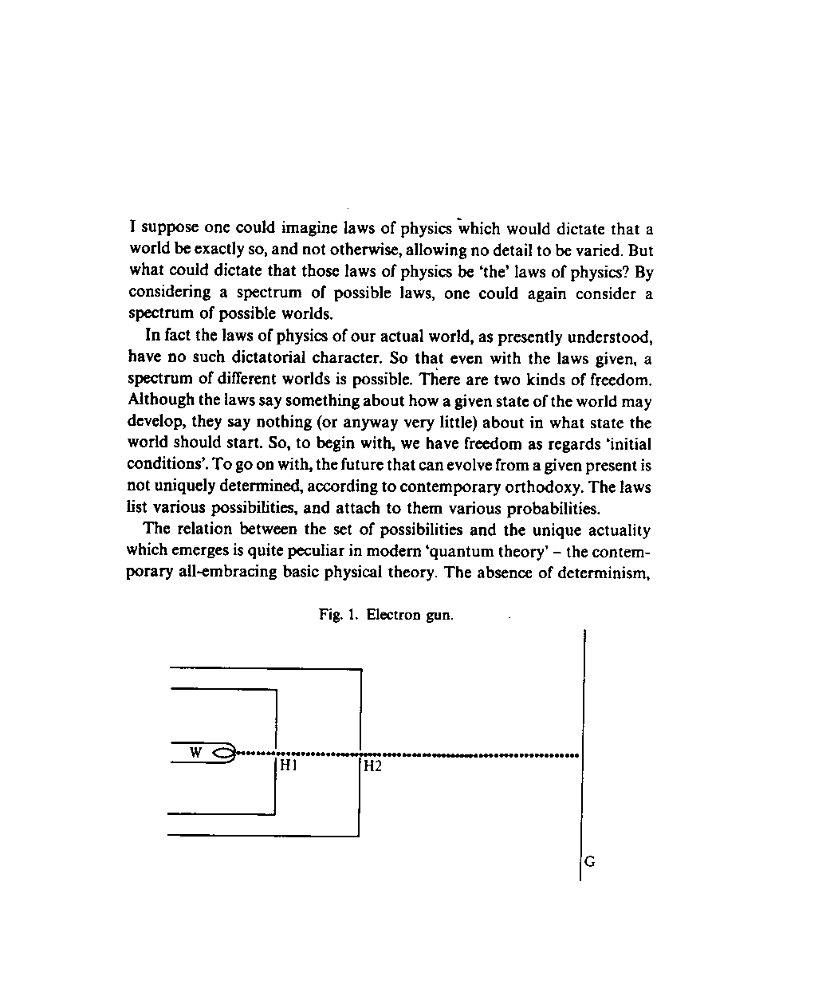 I suppose one could imagine laws of physics which would dictate that a
world be exactly so, and not otherwise, allowing no detail to be varied. But
what could dictate that those laws of physics be ‘the’ laws of physics? By
considering a spectrum of possible laws, one could again consider a
spectrum of possible worlds.
In fact the laws of physics of our actual world, as presently understood,
have no such dictatorial character. So that even with the laws given, a
spectrum of different worlds is possible. There are two kinds of freedom.
Although the laws say something about how a given state of the world may
develop, they say nothing (or anyway very little) about in what state the
world should start. So, to begin with, we have freedom as regards ‘initial
conditions’. To go on with, the future that can evolve from a given present is
not uniquely determined, according to contemporary orthodoxy. The laws
list various possibilities, and attach to them various probabilities.
The relation between the set of possibilities and the unique actuality
which emerges is quite peculiar in modern ‘quantum theory’ – the contem-
porary all-embracing basic physical theory. The absence of determinism,
Fig. 1. Electron gun.
W
H1
H2
G